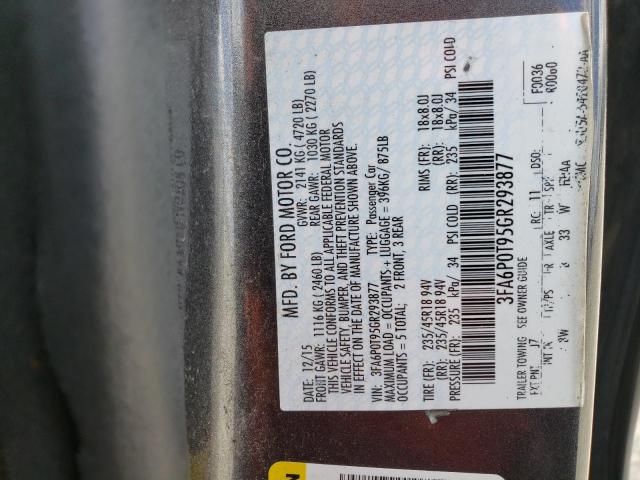 MFD. BY FORD MOTOR CO.
DATE: 12/15 GVWR: 2141 KG ( 4720 LB)
FRONT GAWR: 1116 KG ( 2460 LB) REAR GAWR: 1030 KG ( 2270 LB)
THIS VEHICLE CONFORMS TO ALL APPLICABLE FEDERAL MOTOR
VEHICLE SAFETY, BUMPER, AND THEFT PREVENTION STANDARDS
IN EFFECT ON THE DATE OF MANUFACTURE SHOWN ABOVE.
VIN: 3FA6P0T95GR293877 TYPE: Passenger Car
MAXIMUM LOAD = OCCUPANTS + LUGGAGE = 396KG/ 875LB
OCCUPANTS = 5 TOTAL: 2 FRONT, 3 REAR
TIRE (FR): 235/45R18 94V RIMS (FR): 18x8.0J
(RR): 235/45R18 94V (RR): 18x8.0J
PRESSURE (FR): 235 kPa/ 34 PSI COLD (RR): 235 kPa/ 34 PSI COLD
3FA6P0T95GR293877
TRAILER TOWING SEE OWNER GUIDE
EXT PNT: J7 RC: 11 DSO: F0036
AXLE
33 W